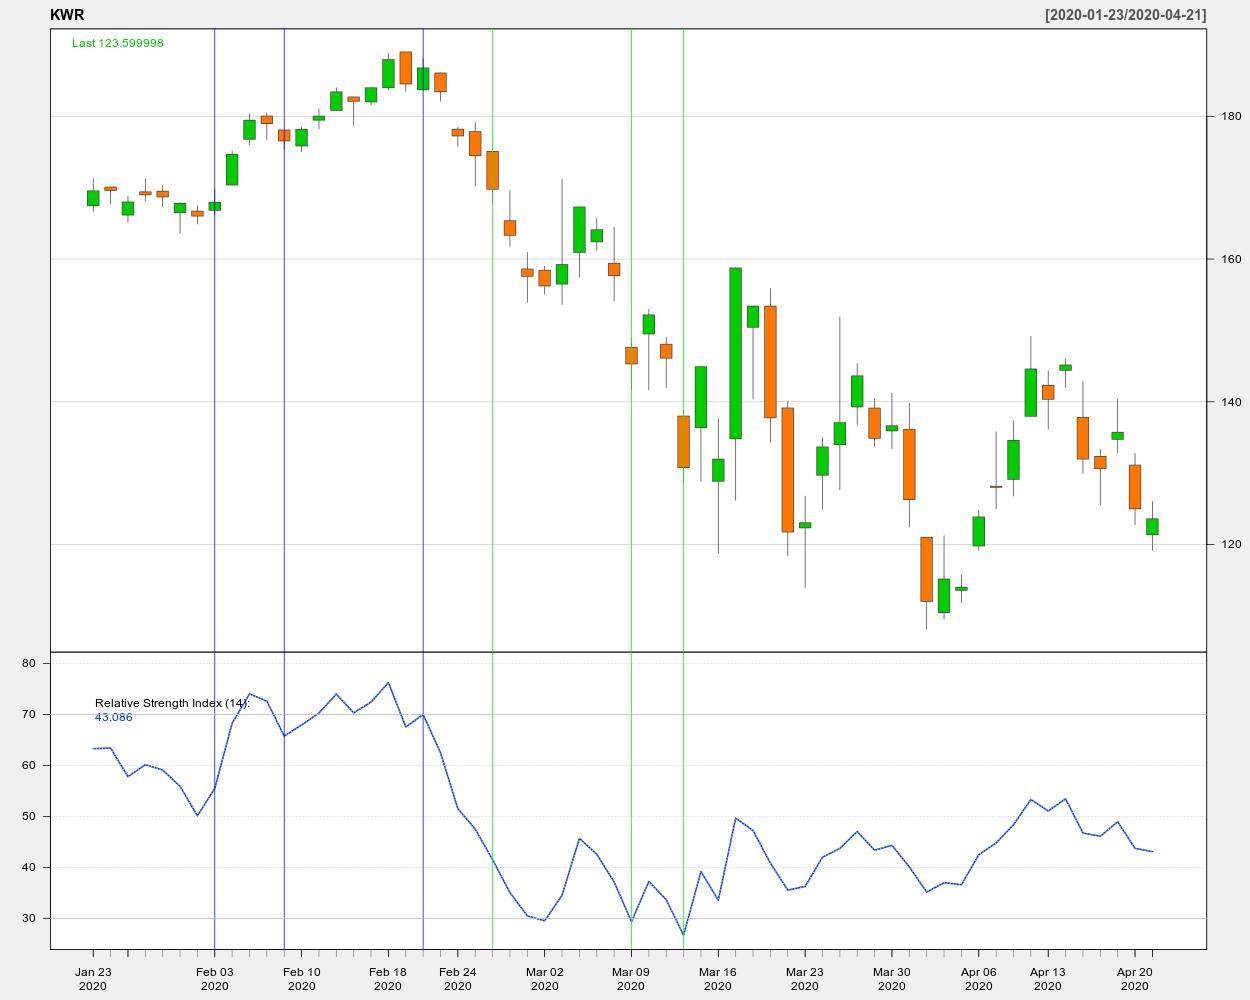 KWR
[2020-01-23/2020-04-21]
Last 123.599998
180
160
140
120
Relative Strength Index (14):
43.086
80
70
60
50
40
30
Jan 23
2020
Feb 03
2020
Feb 10
2020
Feb 18
2020
Feb 24
2020
Mar 02
2020
Mar 09
2020
Mar 16
2020
Mar 23
2020
Mar 30
2020
Apr 06
2020
Apr 13
2020
Apr 20
2020